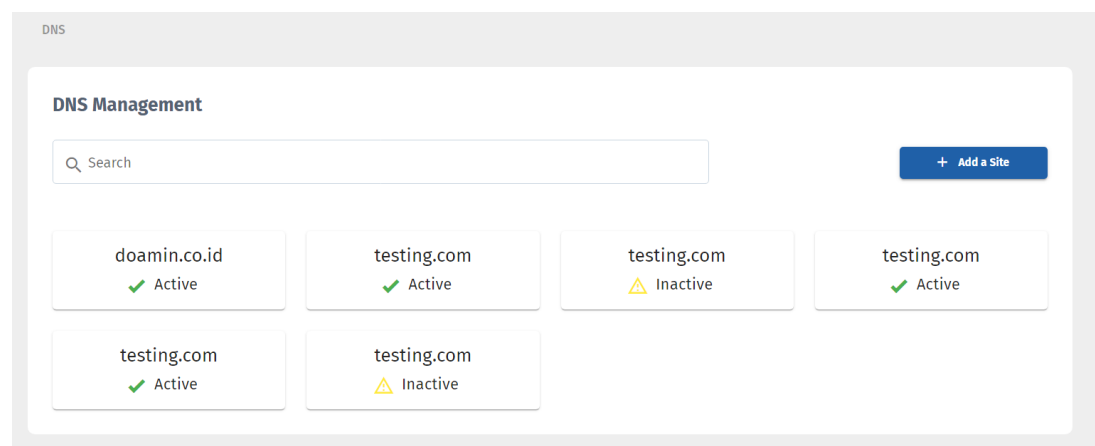 DNS
DNS Management
Search
+ Add a Site
doamin.co.id
Active
testing.com
Active
testing.com
Inactive
testing.com
Active
testing.com
Active
testing.com
Inactive